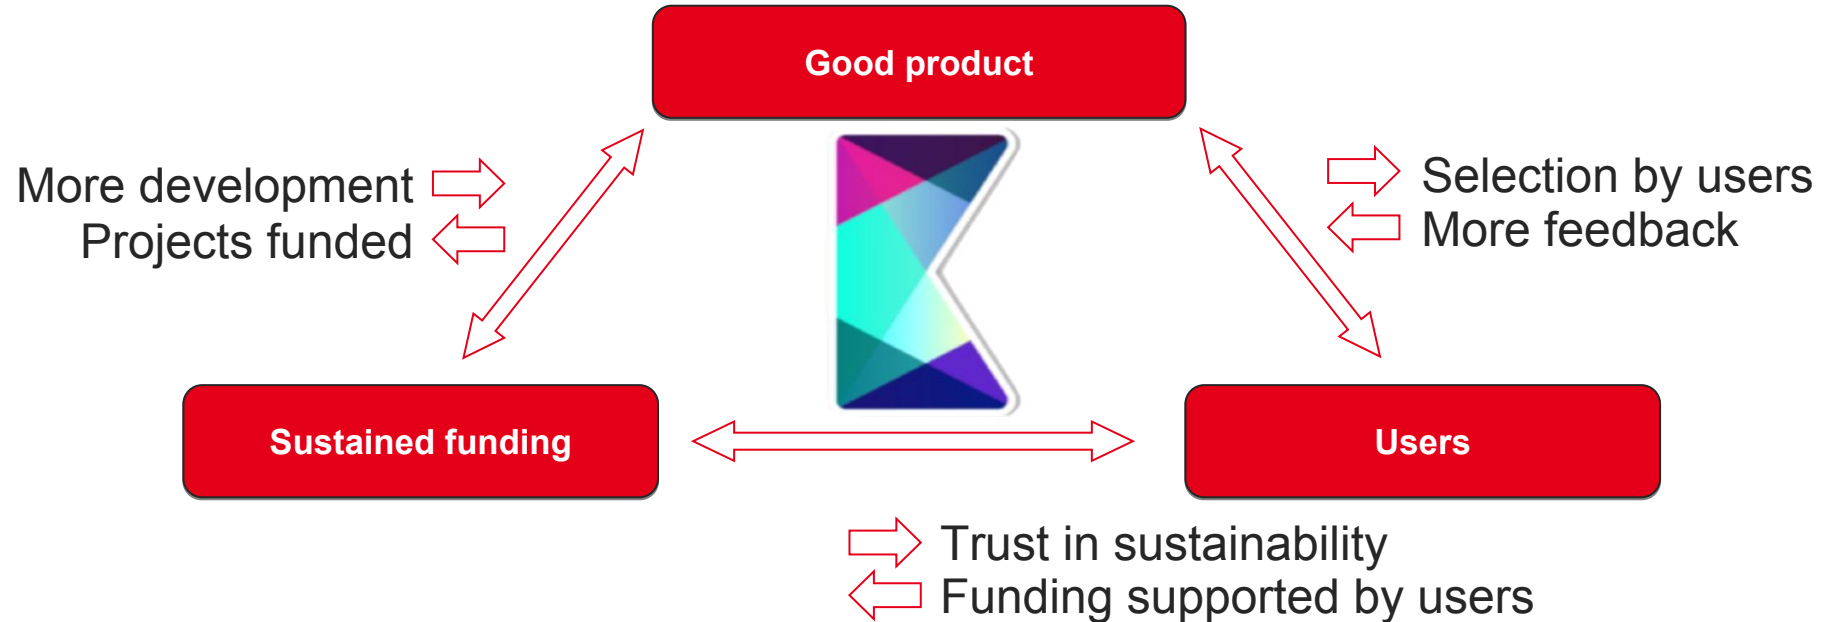 Good product
More development
Projects funded
Selection by users
More feedback
Sustained funding
Users
Trust in sustainability
Funding supported by users